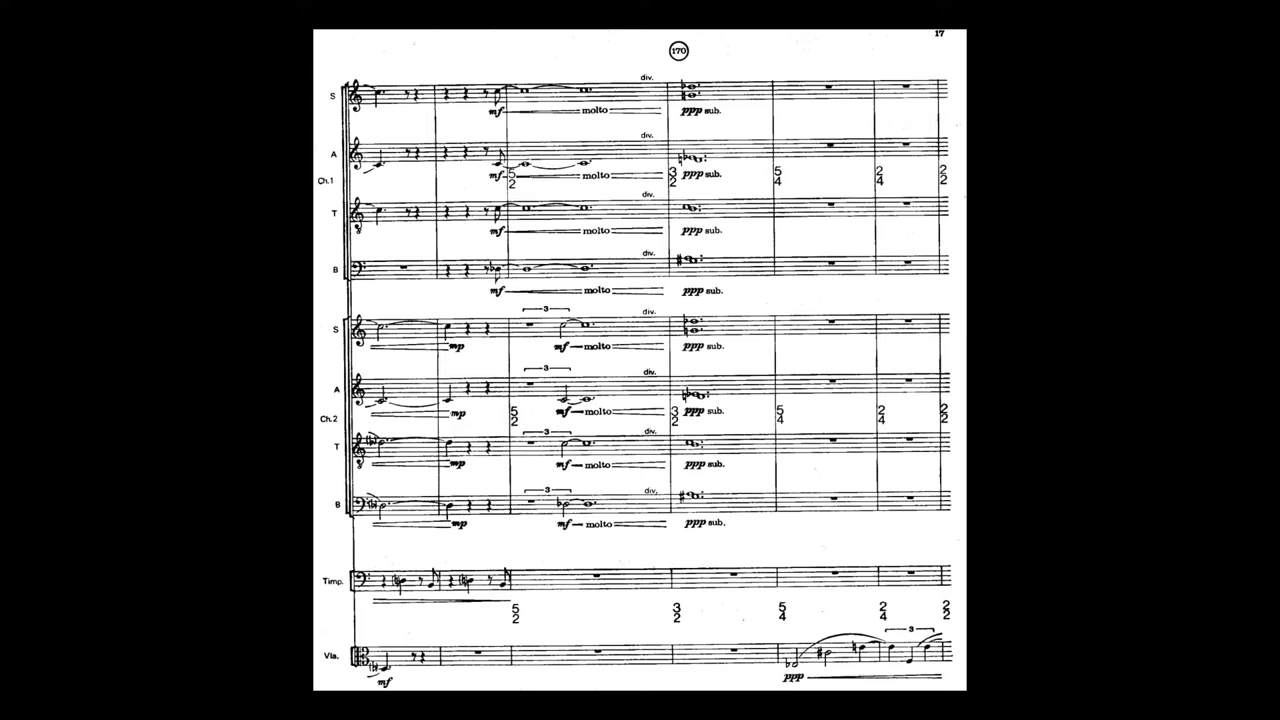 17
170
div.
S
mf molto ppp sub.
div.
A
mf molto ppp sub.
5 2 3 2 5 4 2 4 2 2
Ch.1
div.
T
mf molto ppp sub.
div.
B
mf molto ppp sub.
3 div.
S
mp mf molto ppp sub.
3 div.
A
mp mf molto ppp sub.
5 2 3 2 5 4 2 4 2 2
Ch.2
3 div.
T
mp mf molto ppp sub.
3 div.
B
mp mf molto ppp sub.
Timp.
5 2 3 2 5 4 2 4 2 2
3
Vla.
mf ppp